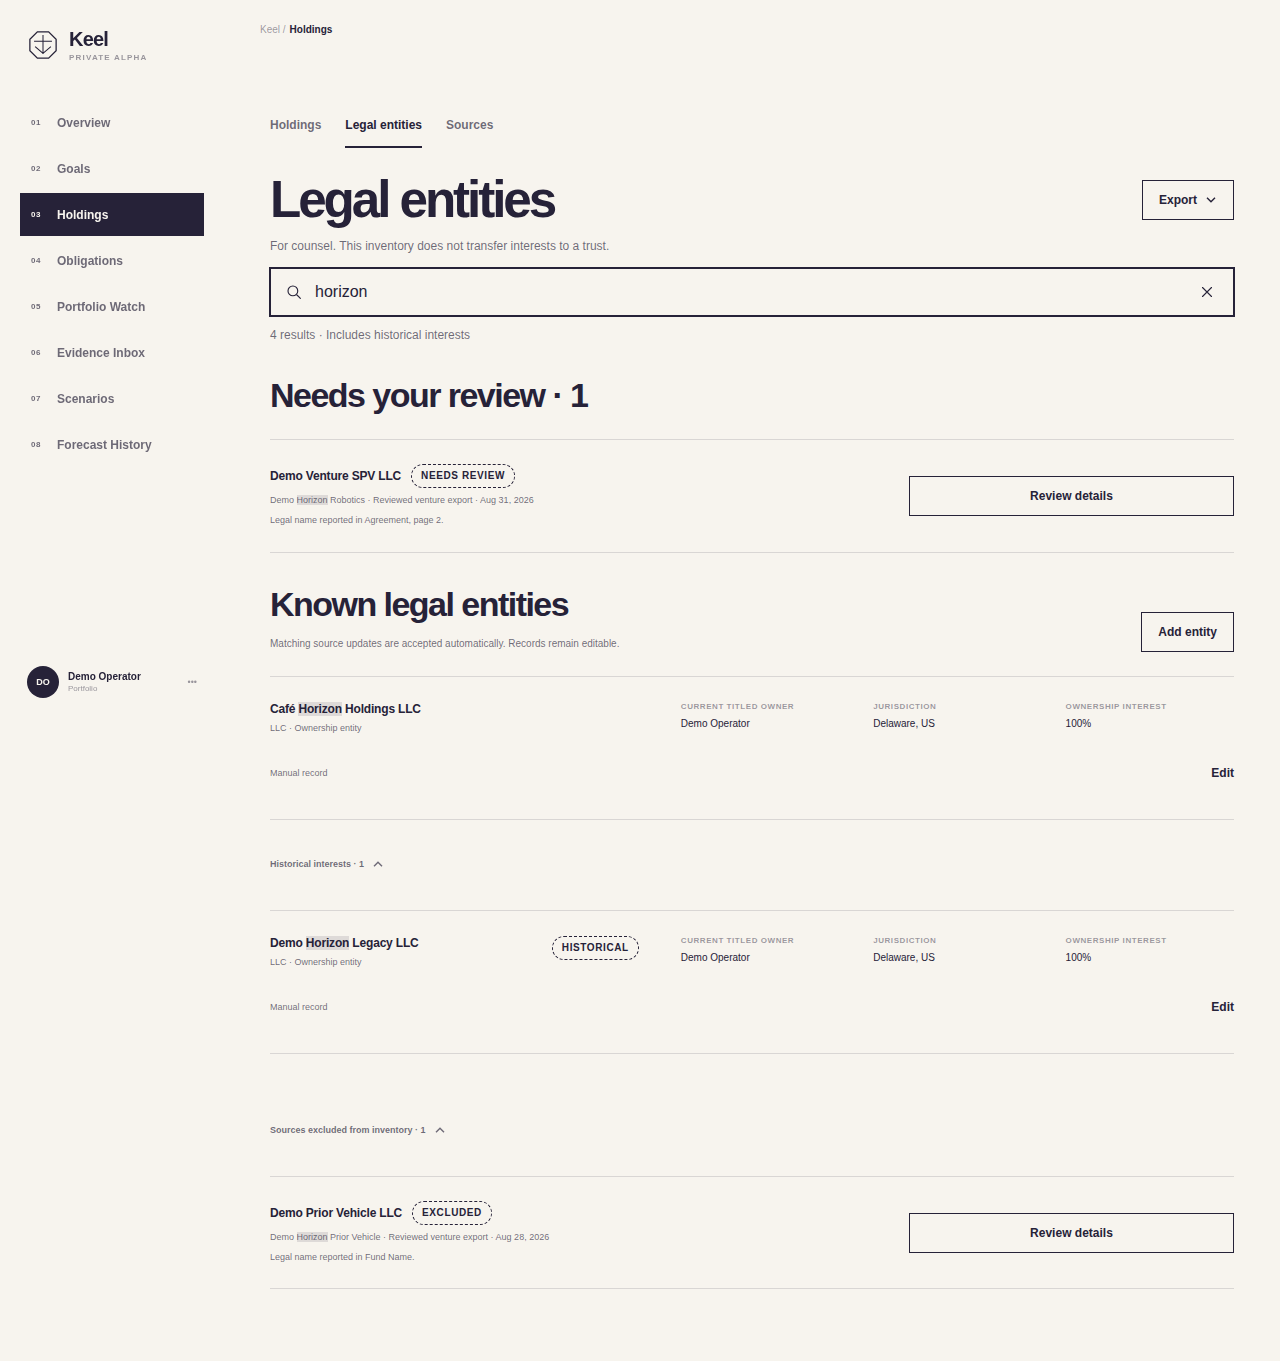 Keel
PRIVATE ALPHA
Keel / Holdings
01 Overview
02 Goals
03 Holdings
04 Obligations
05 Portfolio Watch
06 Evidence Inbox
07 Scenarios
08 Forecast History
DO
Demo Operator
Portfolio
Holdings Legal entities Sources
Legal entities
Export
For counsel. This inventory does not transfer interests to a trust.
horizon
4 results · Includes historical interests
Needs your review · 1
Demo Venture SPV LLC NEEDS REVIEW
Demo Horizon Robotics · Reviewed venture export · Aug 31, 2026
Legal name reported in Agreement, page 2.
Review details
Known legal entities
Matching source updates are accepted automatically. Records remain editable.
Add entity
Café Horizon Holdings LLC
LLC · Ownership entity
CURRENT TITLED OWNER
Demo Operator
JURISDICTION
Delaware, US
OWNERSHIP INTEREST
100%
Manual record
Edit
Historical interests · 1
Demo Horizon Legacy LLC
LLC · Ownership entity
HISTORICAL
CURRENT TITLED OWNER
Demo Operator
JURISDICTION
Delaware, US
OWNERSHIP INTEREST
100%
Manual record
Edit
Sources excluded from inventory · 1
Demo Prior Vehicle LLC EXCLUDED
Demo Horizon Prior Vehicle · Reviewed venture export · Aug 28, 2026
Legal name reported in Fund Name.
Review details